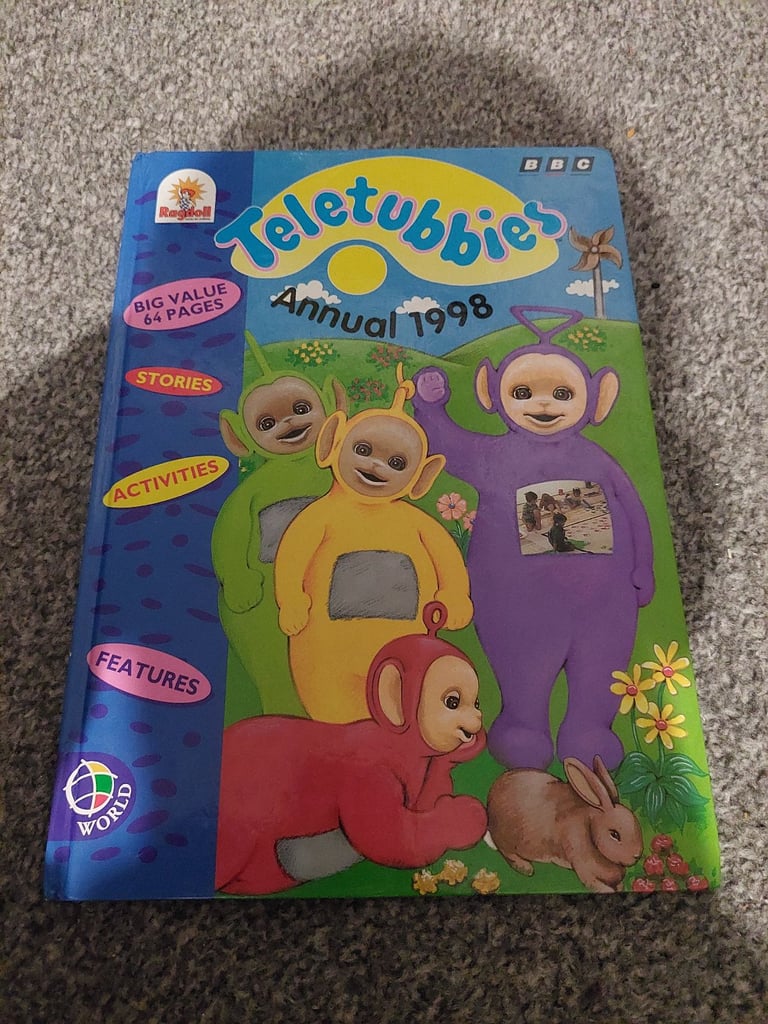 BBC
Ragdoll
Teletubbies
Annual 1998
BIG VALUE
64 PAGES
STORIES
ACTIVITIES
FEATURES
WORLD